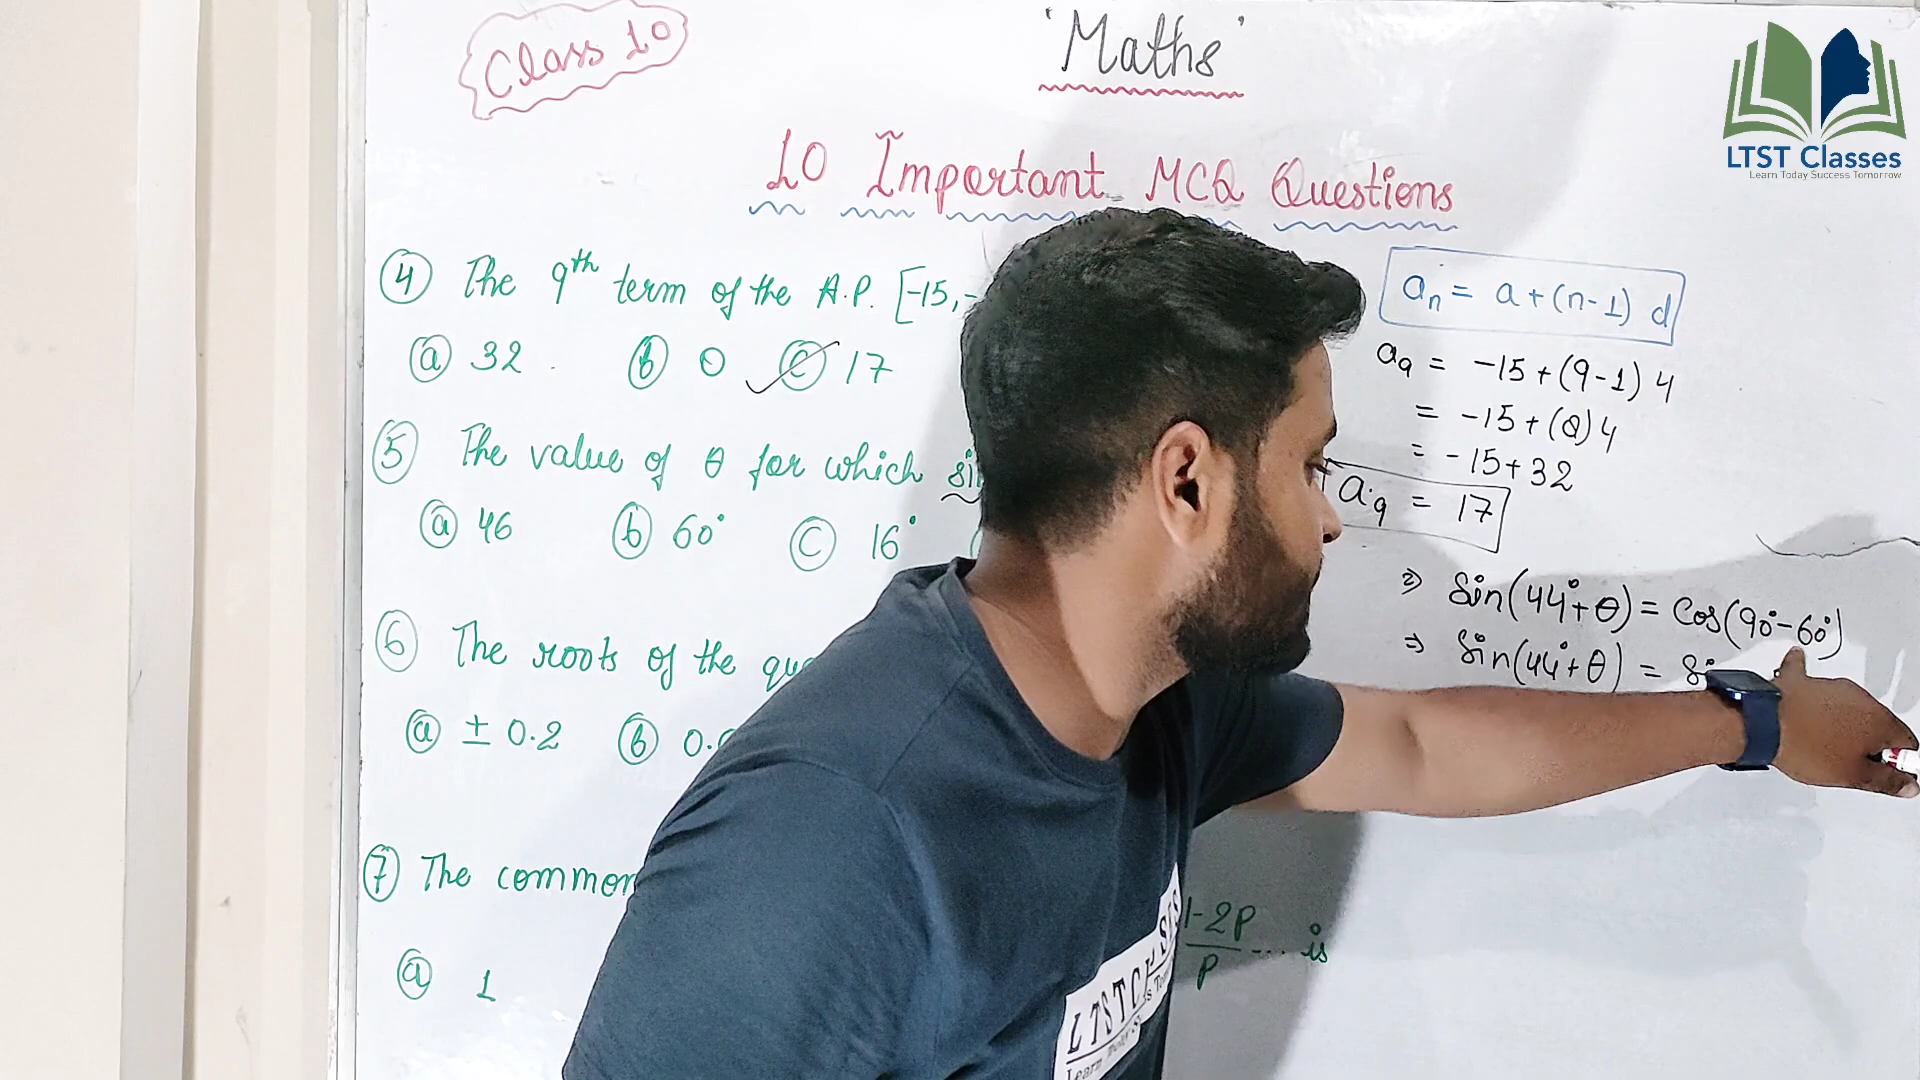 Class 10
'Maths'
LTST Classes
Learn Today Success Tomorrow
10 Important MCQ Questions
④ The 9th term of the A.P. [-15, -
ⓐ 32 ⓑ 0 ⓒ 17
⑤ The value of θ for which
ⓐ 46 ⓑ 60° ⓒ 16°
⑥ The roots of the
ⓐ ± 0.2 ⓑ 0.
⑦ The common
1-2P/P ... is
ⓐ 1
an = a+(n-1) d
a9 = -15+(9-1) 4
= -15+(8)4
= -15+32
a9 = 17
⇒ Sin(44°+θ) = Cos(90°-60°)
⇒ Sin(44°+θ) =
LTST CLASSES